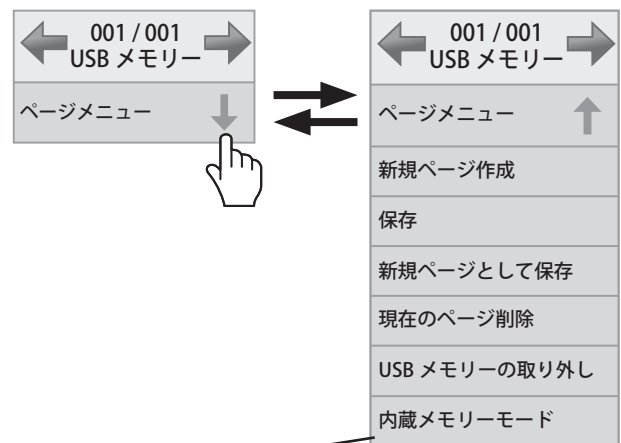 001 / 001
USB メモリー
ページメニュー
001 / 001
USB メモリー
ページメニュー
新規ページ作成
保存
新規ページとして保存
現在のページ削除
USB メモリーの取り外し
内蔵メモリーモード